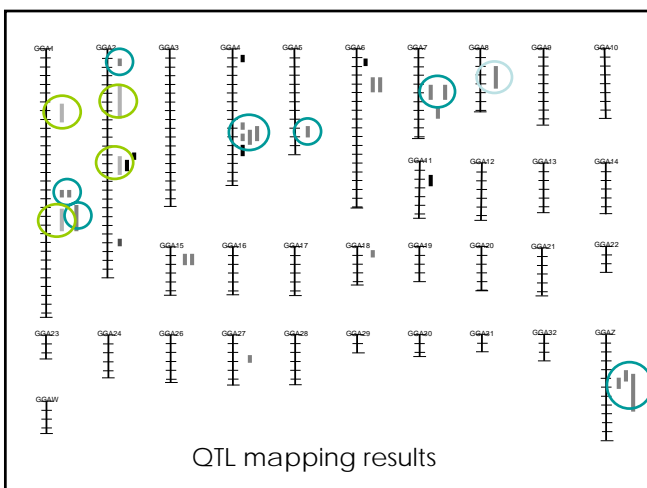 GGA1 GGA2 GGA3 GGA4 GGA5 GGA6 GGA7 GGA8 GGA9 GGA10
GGA11 GGA12 GGA13 GGA14
GGA15 GGA16 GGA17 GGA18 GGA19 GGA20 GGA21 GGA22
GGA23 GGA24 GGA26 GGA27 GGA28 GGA29 GGA30 GGA31 GGA32 GGAZ
GGAW
QTL mapping results